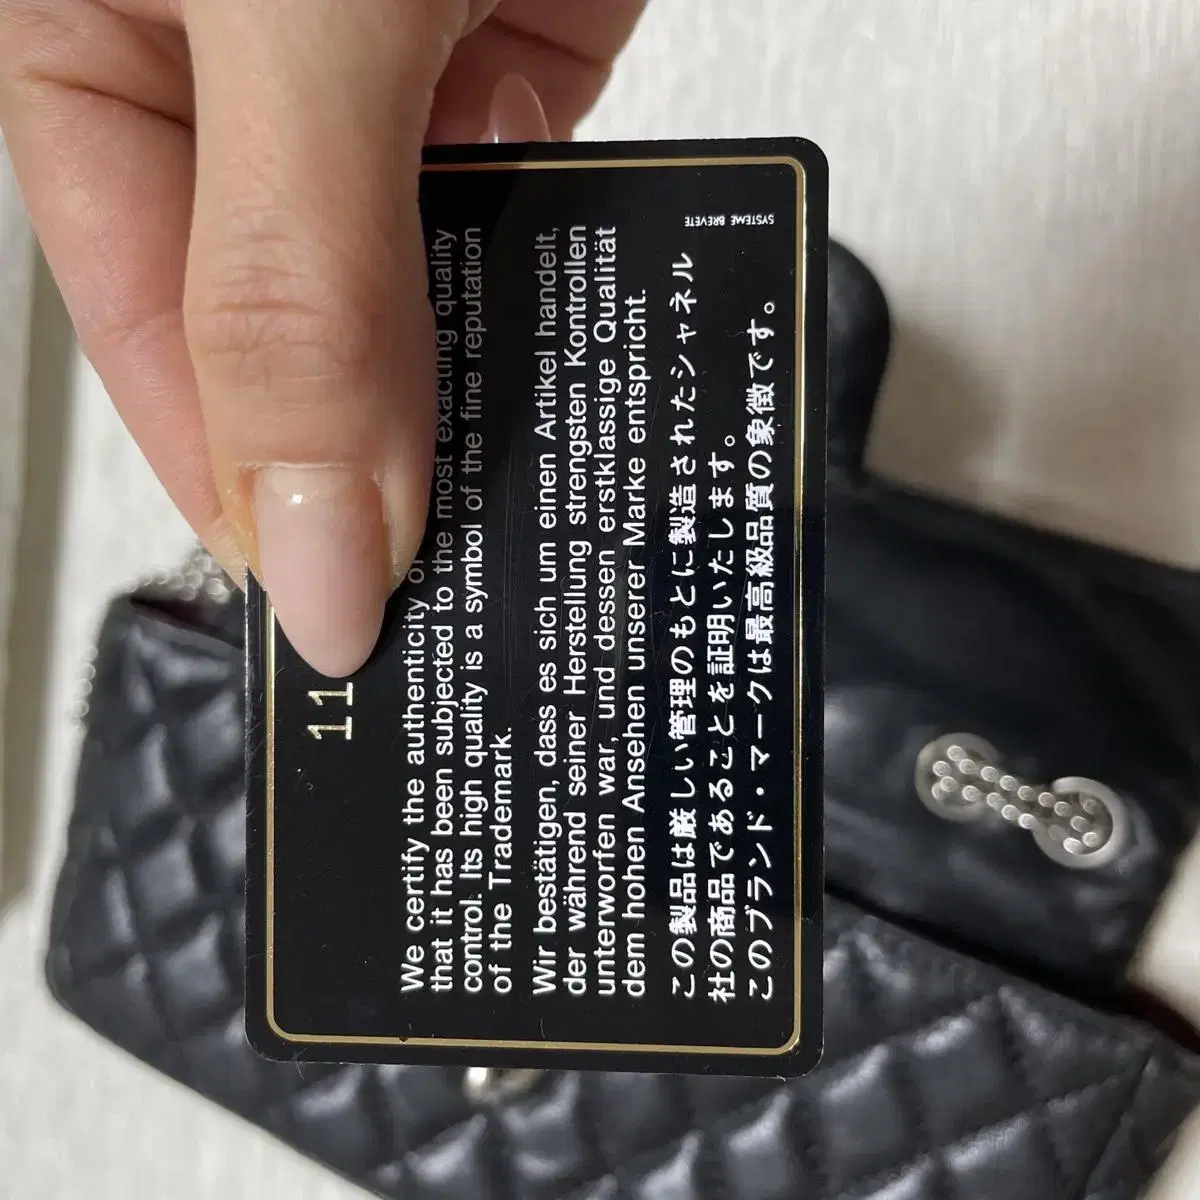 11
We certify the authenticity of
that it has been subjected to the most exacting quality
control. Its high quality is a symbol of the fine reputation
of the Trademark.
Wir bestätigen, dass es sich um einen Artikel handelt,
der während seiner Herstellung strengsten Kontrollen
unterworfen war, und dessen erstklassige Qualität
dem hohen Ansehen unserer Marke entspricht.
この製品は厳しい管理のもとに製造されたシャネル
社の商品であることを証明いたします。
このブランド・マークは最高級品質の象徴です。
SYSTEME BREVETE